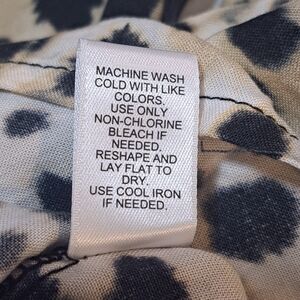 MACHINE WASH
COLD WITH LIKE
COLORS.
USE ONLY
NON-CHLORINE
BLEACH IF
NEEDED.
RESHAPE AND
LAY FLAT TO
DRY.
USE COOL IRON
IF NEEDED.